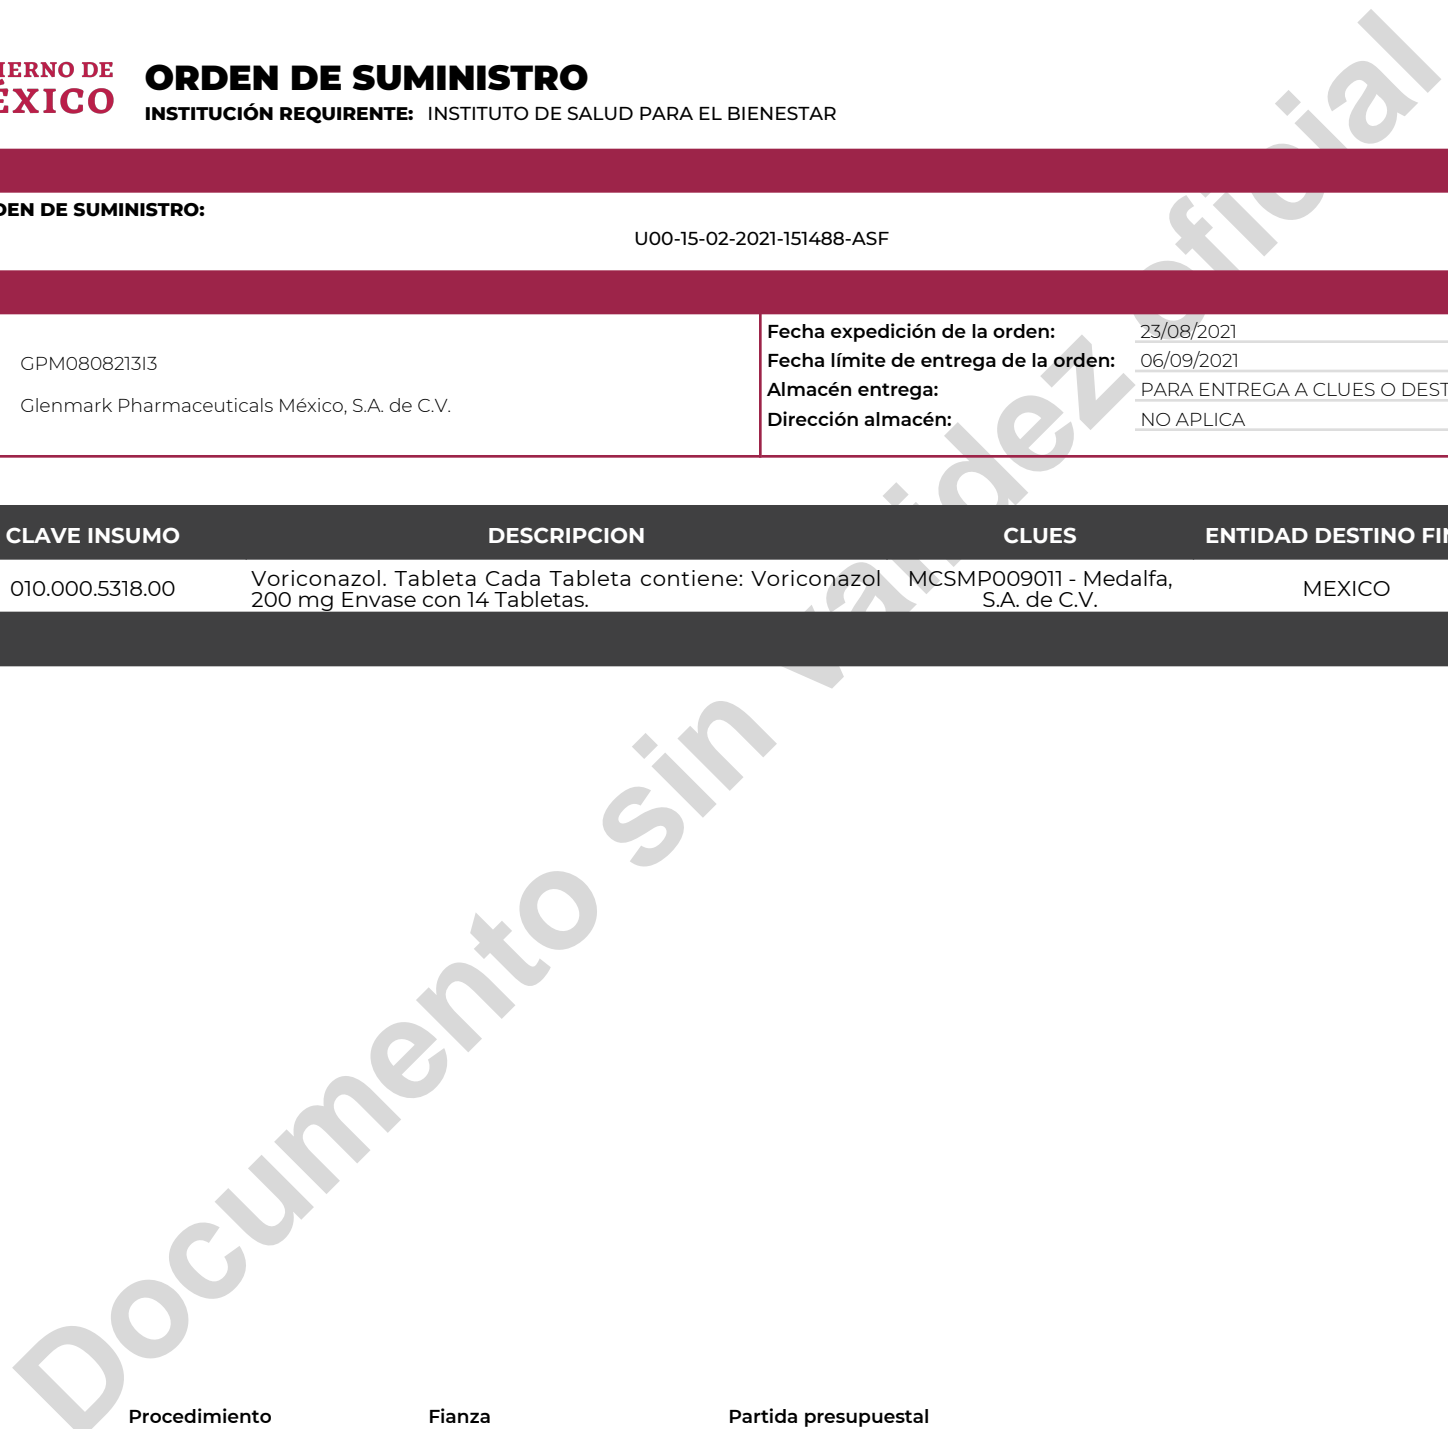 IERNO DE
ÉXICO
ORDEN DE SUMINISTRO
INSTITUCIÓN REQUIRENTE: INSTITUTO DE SALUD PARA EL BIENESTAR
DEN DE SUMINISTRO:
U00-15-02-2021-151488-ASF
GPM0808213I3
Glenmark Pharmaceuticals México, S.A. de C.V.
Fecha expedición de la orden: 23/08/2021
Fecha límite de entrega de la orden: 06/09/2021
Almacén entrega: PARA ENTREGA A CLUES O DEST
Dirección almacén: NO APLICA
CLAVE INSUMO DESCRIPCION CLUES ENTIDAD DESTINO FIN
010.000.5318.00
Voriconazol. Tableta Cada Tableta contiene: Voriconazol
200 mg Envase con 14 Tabletas.
MCSMP009011 - Medalfa,
S.A. de C.V.
MEXICO
Documento sin validez oficial
Procedimiento Fianza Partida presupuestal